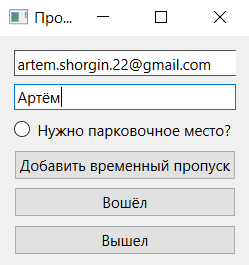 Про...
artem.shorgin.22@gmail.com
Артём
Нужно парковочное место?
Добавить временный пропуск
Вошёл
Вышел